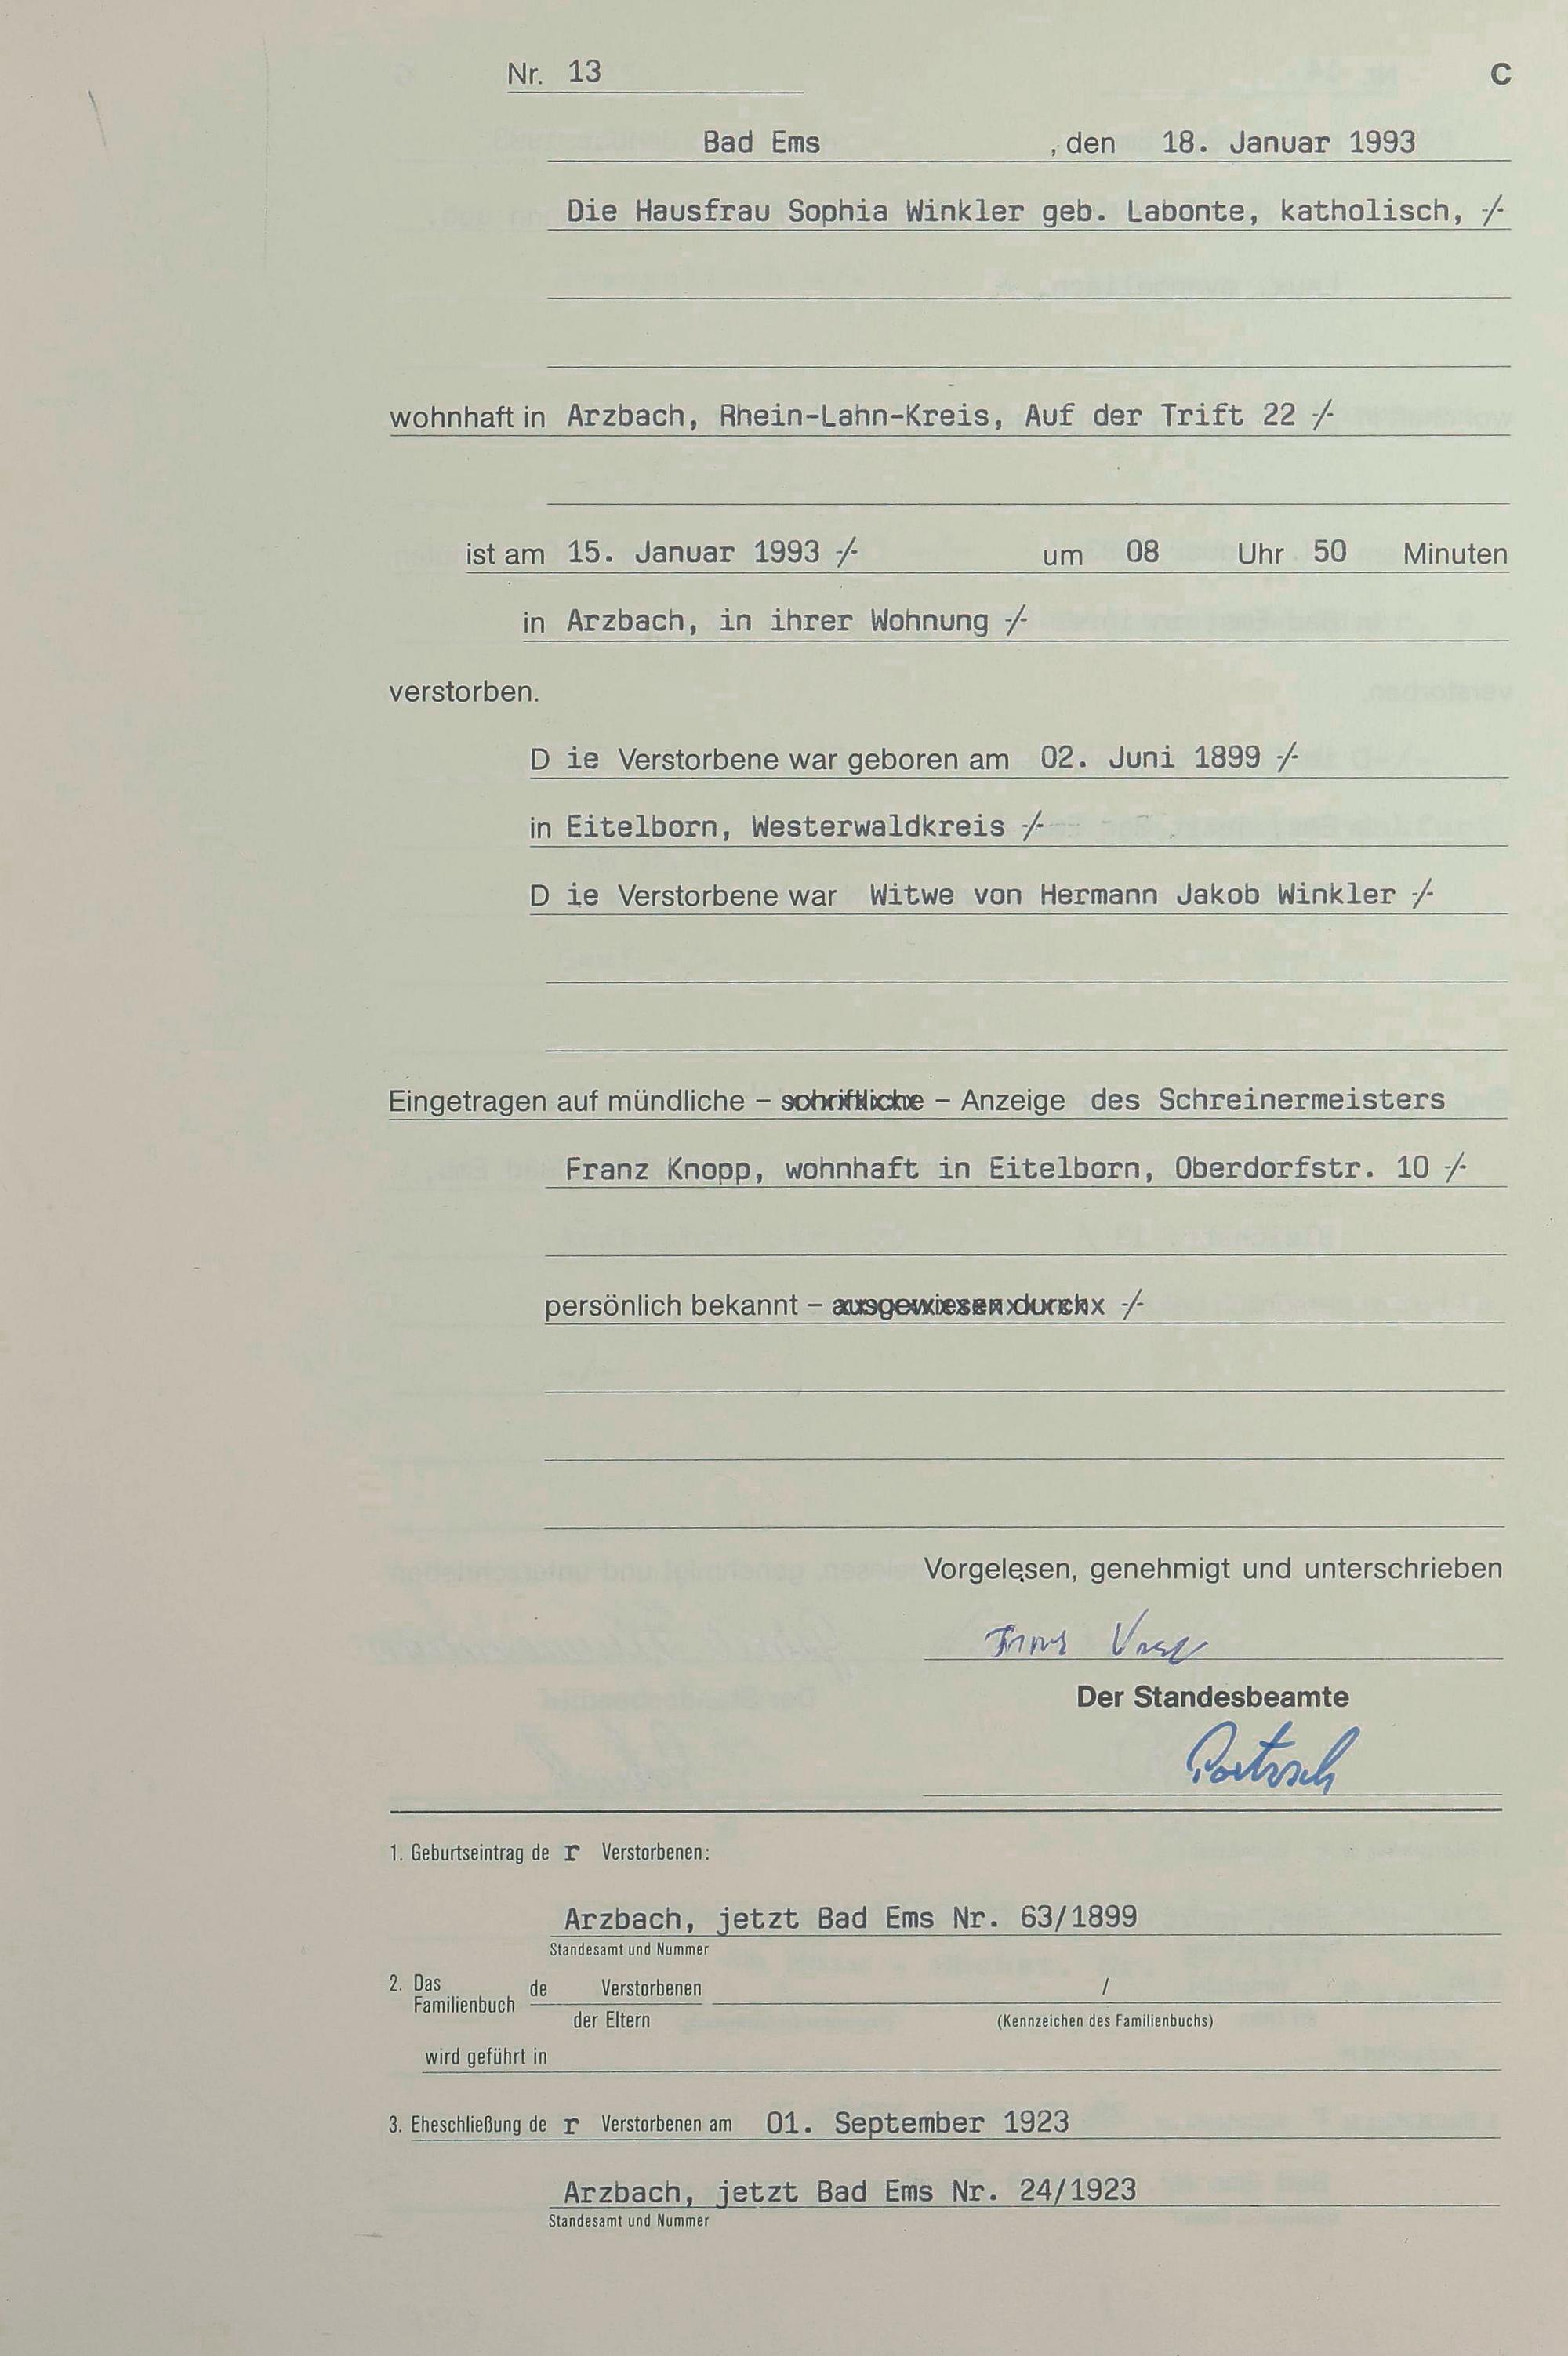 Nr. 13 C
Bad Ems , den 18. Januar 1993
Die Hausfrau Sophia Winkler geb. Labonte, katholisch, -/-
wohnhaft in Arzbach, Rhein-Lahn-Kreis, Auf der Trift 22 -/-
ist am 15. Januar 1993 -/- um 08 Uhr 50 Minuten
in Arzbach, in ihrer Wohnung -/-
verstorben.
D ie Verstorbene war geboren am 02. Juni 1899 -/-
in Eitelborn, Westerwaldkreis -/-
D ie Verstorbene war Witwe von Hermann Jakob Winkler -/-
Eingetragen auf mündliche – schriftliche – Anzeige des Schreinermeisters
Franz Knopp, wohnhaft in Eitelborn, Oberdorfstr. 10 -/-
persönlich bekannt – ausgewiesen durch -/-
Vorgelesen, genehmigt und unterschrieben
Der Standesbeamte
1. Geburtseintrag de r Verstorbenen:
Arzbach, jetzt Bad Ems Nr. 63/1899
Standesamt und Nummer
2. Das Familienbuch de Verstorbenen /
der Eltern (Kennzeichen des Familienbuchs)
wird geführt in
3. Eheschließung de r Verstorbenen am 01. September 1923
Arzbach, jetzt Bad Ems Nr. 24/1923
Standesamt und Nummer